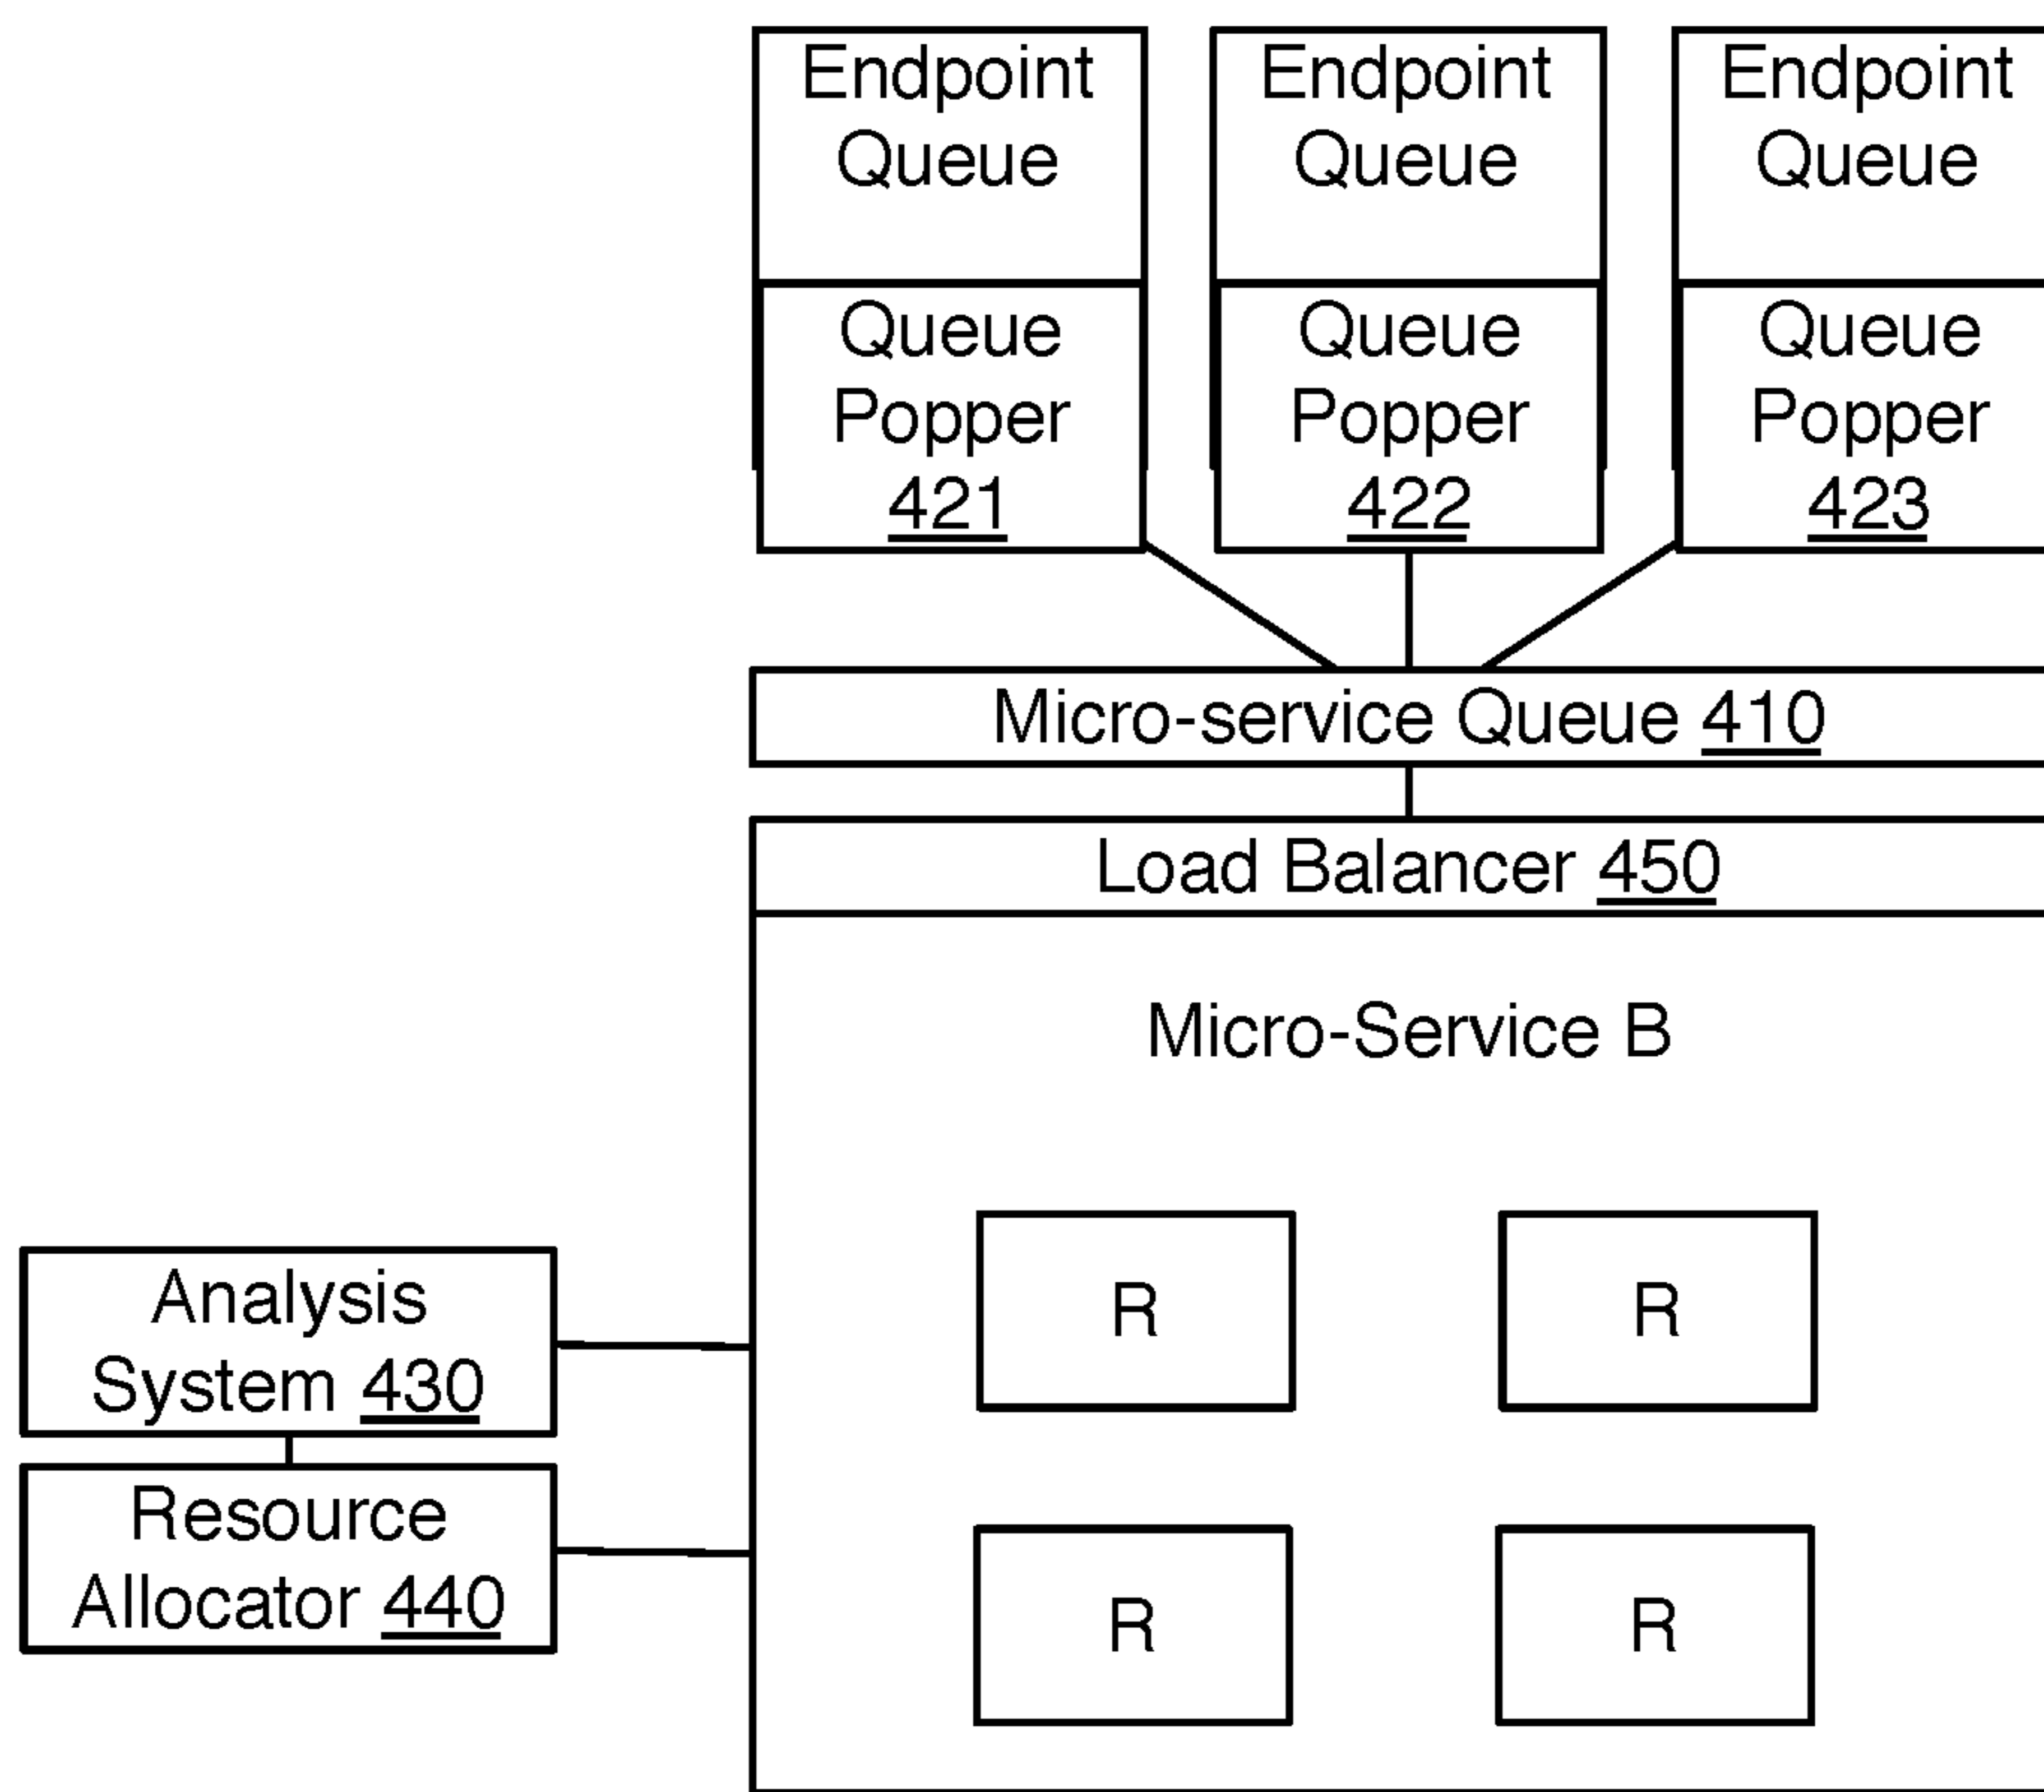 Endpoint
Queue
Endpoint
Queue
Endpoint
Queue
Queue
Popper
421
Queue
Popper
422
Queue
Popper
423
Micro-service Queue 410
Load Balancer 450
Micro-Service B
R
R
Analysis
System 430
Resource
Allocator 440
R
R